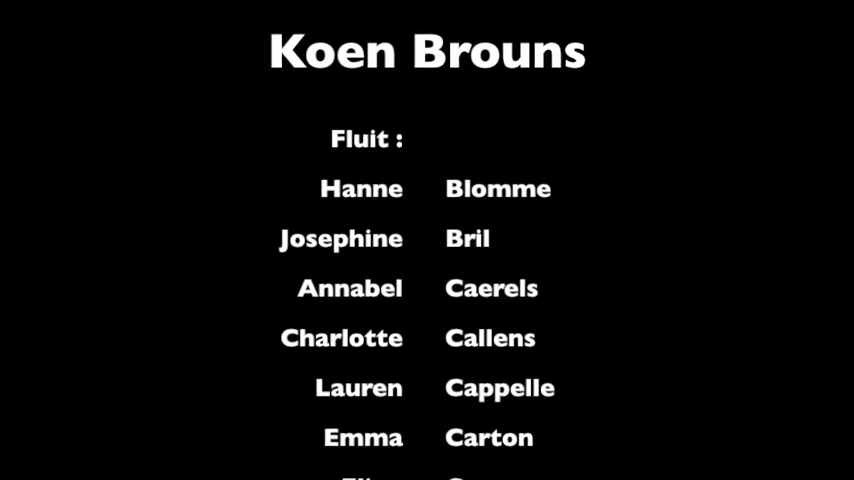 Koen Brouns
Fluit :
Hanne Blomme
Josephine Bril
Annabel Caerels
Charlotte Callens
Lauren Cappelle
Emma Carton